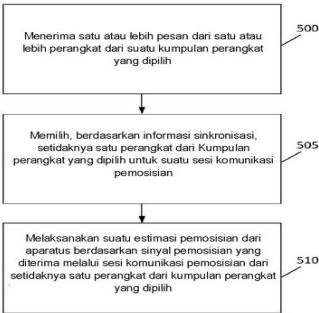 Menerima satu atau lebih pesan dari satu atau
lebih perangkat dari suatu kumpulan perangkat
yang dipilih
500
Memilih, berdasarkan informasi sinkronisasi,
setidaknya satu perangkat dari Kumpulan
perangkat yang dipilih untuk suatu sesi komunikasi
pemosisian
505
Melaksanakan suatu estimasi pemosisian dari
aparatus berdasarkan sinyal pemosisian yang
diterima melalui sesi komunikasi pemosisian dari
setidaknya satu perangkat dari kumpulan perangkat
yang dipilih
510